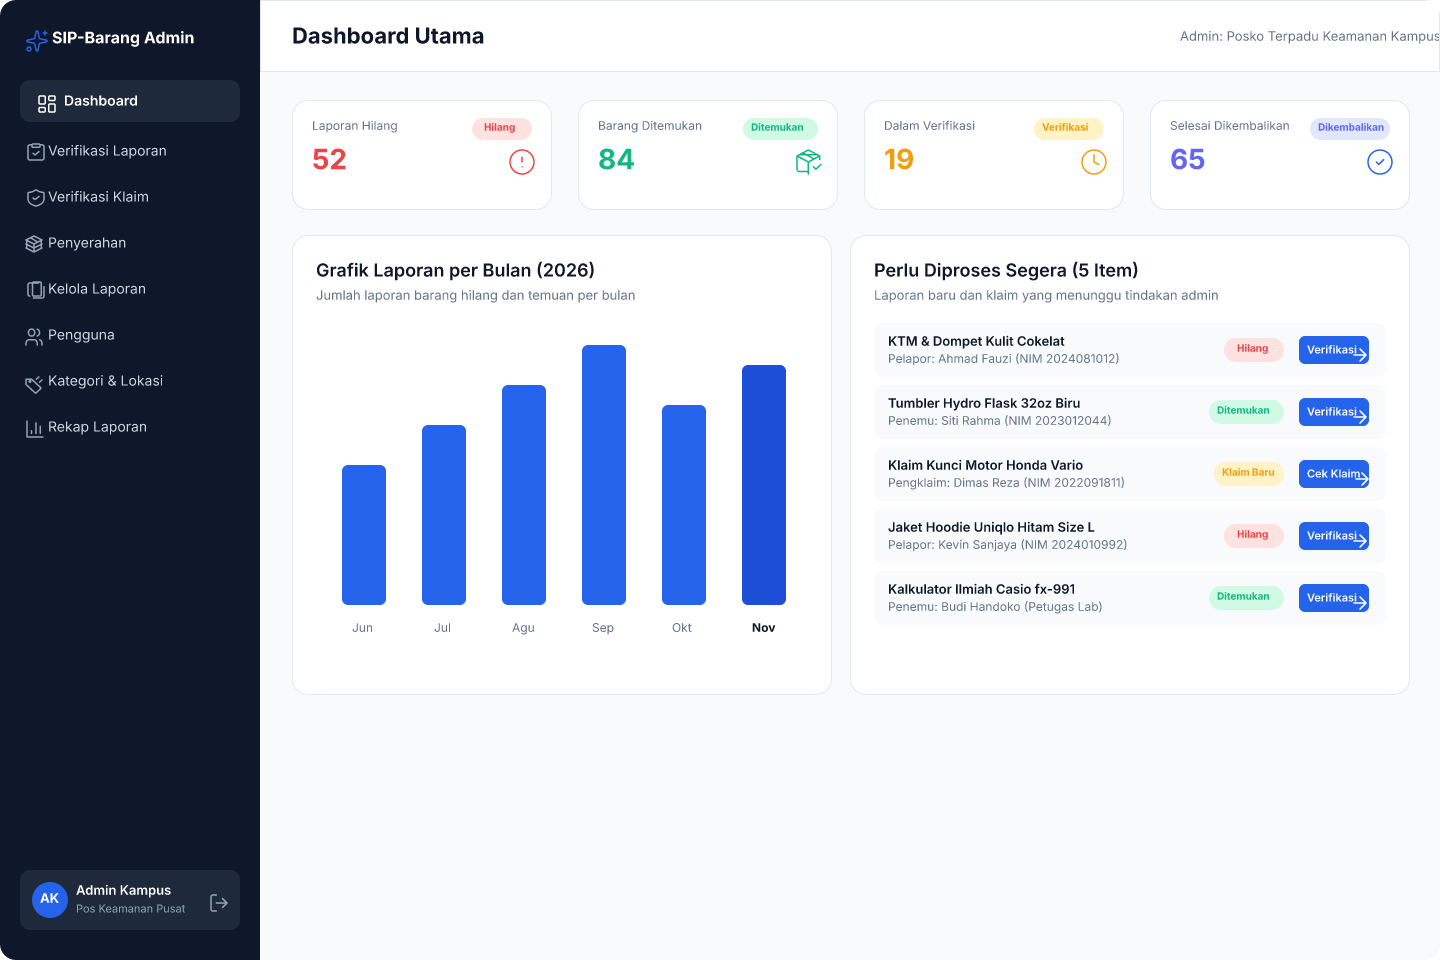 SIP-Barang Admin
Dashboard
Verifikasi Laporan
Verifikasi Klaim
Penyerahan
Kelola Laporan
Pengguna
Kategori & Lokasi
Rekap Laporan
AK
Admin Kampus
Pos Keamanan Pusat
Dashboard Utama
Admin: Posko Terpadu Keamanan Kampus
Laporan Hilang
Hilang
52
Barang Ditemukan
Ditemukan
84
Dalam Verifikasi
Verifikasi
19
Selesai Dikembalikan
Dikembalikan
65
Grafik Laporan per Bulan (2026)
Jumlah laporan barang hilang dan temuan per bulan
Jun Jul Agu Sep Okt Nov
Perlu Diproses Segera (5 Item)
Laporan baru dan klaim yang menunggu tindakan admin
KTM & Dompet Kulit Cokelat
Pelapor: Ahmad Fauzi (NIM 2024081012)
Hilang
Verifikasi
Tumbler Hydro Flask 32oz Biru
Penemu: Siti Rahma (NIM 2023012044)
Ditemukan
Verifikasi
Klaim Kunci Motor Honda Vario
Pengklaim: Dimas Reza (NIM 2022091811)
Klaim Baru
Cek Klaim
Jaket Hoodie Uniqlo Hitam Size L
Pelapor: Kevin Sanjaya (NIM 2024010992)
Hilang
Verifikasi
Kalkulator Ilmiah Casio fx-991
Penemu: Budi Handoko (Petugas Lab)
Ditemukan
Verifikasi